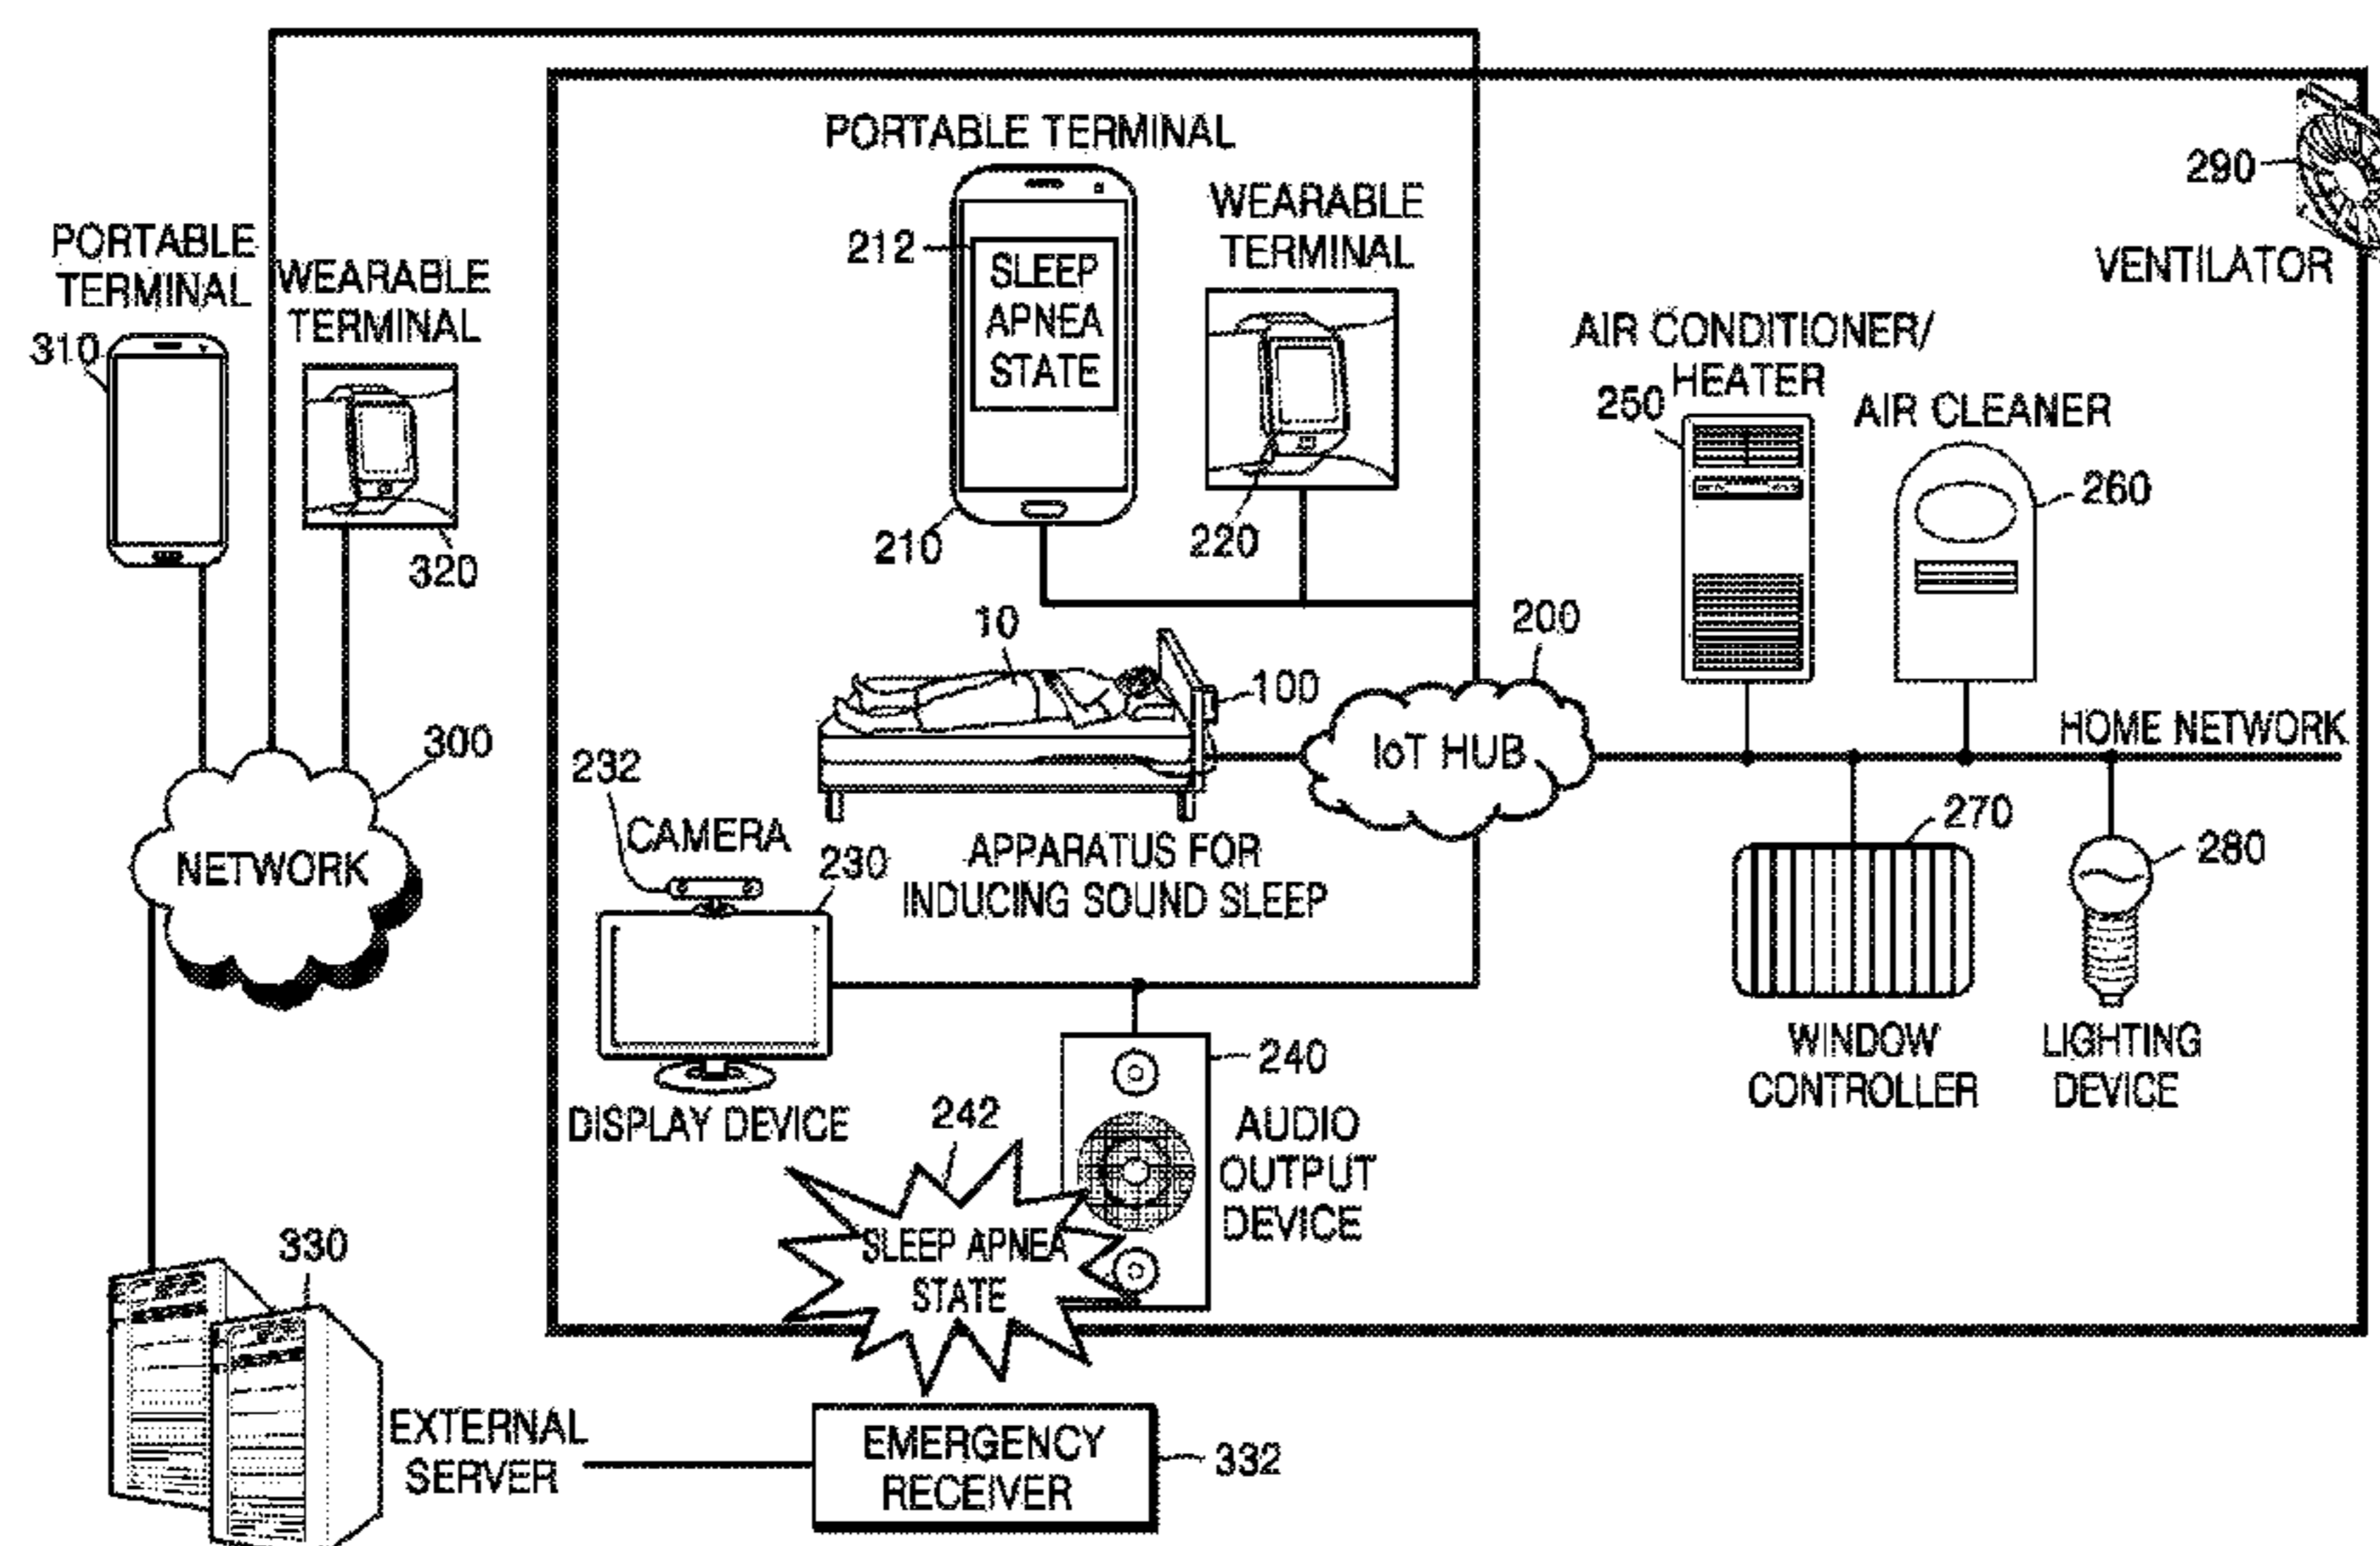 PORTABLE TERMINAL
212
SLEEP
APNEA
STATE
210
WEARABLE
TERMINAL
220
290
VENTILATOR
PORTABLE
TERMINAL
310
WEARABLE
TERMINAL
320
AIR CONDITIONER/
HEATER
250
AIR CLEANER
260
10
100
200
IoT HUB
HOME NETWORK
300
NETWORK
232
CAMERA
230
APPARATUS FOR
INDUCING SOUND SLEEP
270
280
WINDOW
CONTROLLER
LIGHTING
DEVICE
DISPLAY DEVICE
240
AUDIO
OUTPUT
DEVICE
242
SLEEP APNEA
STATE
330
EXTERNAL
SERVER
EMERGENCY
RECEIVER
332